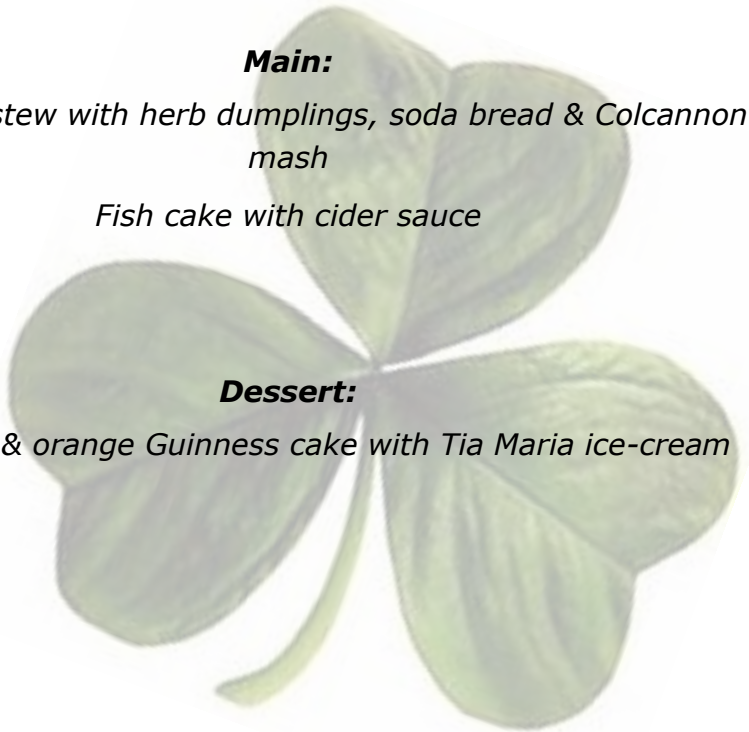 Main:
stew with herb dumplings, soda bread & Colcannon
mash
Fish cake with cider sauce
Dessert:
& orange Guinness cake with Tia Maria ice-cream